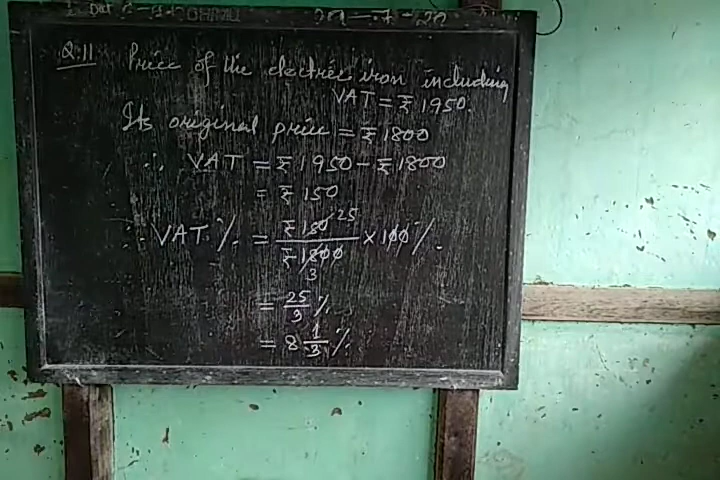 Q.11 Price of the electric iron including
VAT = ₹ 1950.
Its original price = ₹ 1800
∴ VAT = ₹ 1950 - ₹ 1800
= ₹ 150
∴ VAT % = ₹ 150 25 / ₹ 1800 3 × 100 %.
= 25/3 %
= 8 1/3 %